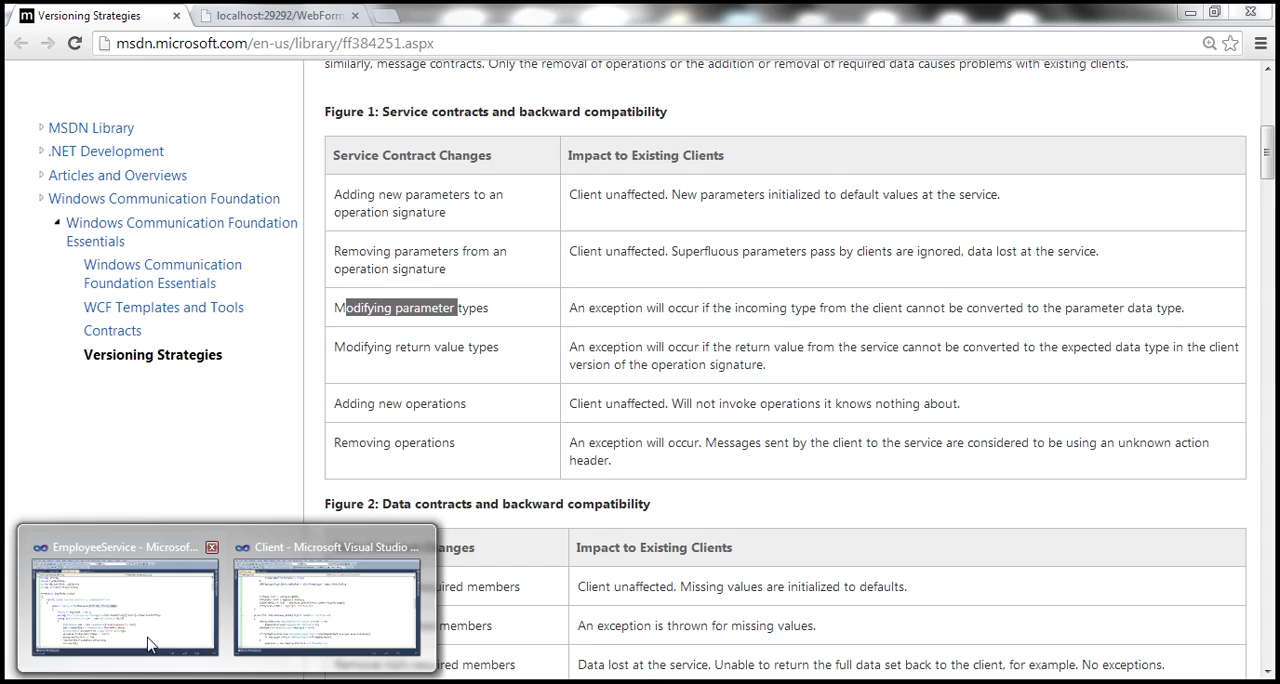 Versioning Strategies
localhost:29292/WebForm
msdn.microsoft.com/en-us/library/ff384251.aspx
similarly, message contracts. Only the removal of operations or the addition or removal of required data causes problems with existing clients.
Figure 1: Service contracts and backward compatibility
MSDN Library
.NET Development
Articles and Overviews
Windows Communication Foundation
Windows Communication Foundation
Essentials
Windows Communication
Foundation Essentials
WCF Templates and Tools
Contracts
Versioning Strategies
Service Contract Changes Impact to Existing Clients
Adding new parameters to an
operation signature
Client unaffected. New parameters initialized to default values at the service.
Removing parameters from an
operation signature
Client unaffected. Superfluous parameters pass by clients are ignored, data lost at the service.
Modifying parameter types
An exception will occur if the incoming type from the client cannot be converted to the parameter data type.
Modifying return value types
An exception will occur if the return value from the service cannot be converted to the expected data type in the client
version of the operation signature.
Adding new operations
Client unaffected. Will not invoke operations it knows nothing about.
Removing operations
An exception will occur. Messages sent by the client to the service are considered to be using an unknown action
header.
Figure 2: Data contracts and backward compatibility
EmployeeService - Microsof...
Client - Microsoft Visual Studio ...
Impact to Existing Clients
Client unaffected. Missing values are initialized to defaults.
An exception is thrown for missing values.
Data lost at the service. Unable to return the full data set back to the client, for example. No exceptions.